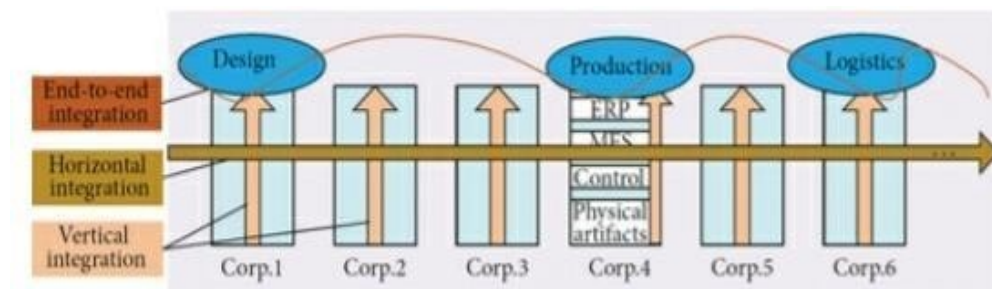 Design
Production
Logistics
End-to-end
integration
ERP
MES
Horizontal
integration
...
Control
Physical
artifacts
Vertical
integration
Corp.1
Corp.2
Corp.3
Corp.4
Corp.5
Corp.6